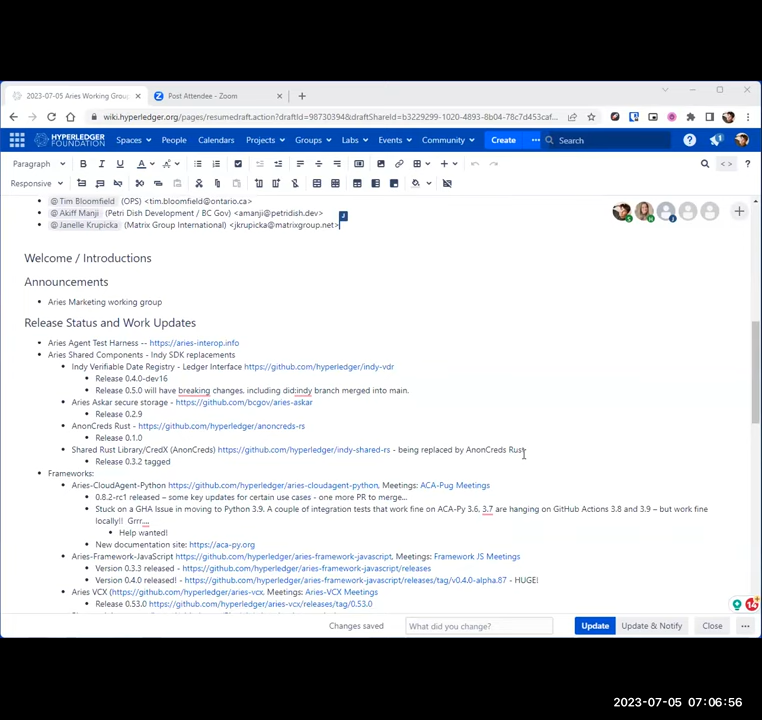 2023-07-05 Aries Working Group
Post Attendee - Zoom
wiki.hyperledger.org/pages/resumedraft.action?draftId=98730394&draftShareId=b3229299-1020-4893-8b04-78c7d453caf...
HYPERLEDGER FOUNDATION Spaces People Calendars Projects Groups Labs Events Community Create ... Search
Paragraph B I U A
Responsive
@ Tim Bloomfield (OPS) <tim.bloomfield@ontario.ca>
@ Akiff Manji (Petri Dish Development / BC Gov) <amanji@petridish.dev>
@ Janelle Krupicka (Matrix Group International) <jkrupicka@matrixgroup.net>
Welcome / Introductions
Announcements
Aries Marketing working group
Release Status and Work Updates
Aries Agent Test Harness -- https://aries-interop.info
Aries Shared Components - Indy SDK replacements
Indy Verifiable Date Registry - Ledger Interface https://github.com/hyperledger/indy-vdr
Release 0.4.0-dev16
Release 0.5.0 will have breaking changes, including did:indy branch merged into main.
Aries Askar secure storage - https://github.com/bcgov/aries-askar
Release 0.2.9
AnonCreds Rust - https://github.com/hyperledger/anoncreds-rs
Release 0.1.0
Shared Rust Library/CredX (AnonCreds) https://github.com/hyperledger/indy-shared-rs - being replaced by AnonCreds Rust
Release 0.3.2 tagged
Frameworks:
Aries-CloudAgent-Python https://github.com/hyperledger/aries-cloudagent-python, Meetings: ACA-Pug Meetings
0.8.2-rc1 released – some key updates for certain use cases - one more PR to merge...
Stuck on a GHA Issue in moving to Python 3.9. A couple of integration tests that work fine on ACA-Py 3.6, 3.7 are hanging on GitHub Actions 3.8 and 3.9 – but work fine
locally!! Grrr....
Help wanted!
New documentation site: https://aca-py.org
Aries-Framework-JavaScript https://github.com/hyperledger/aries-framework-javascript, Meetings: Framework JS Meetings
Version 0.3.3 released - https://github.com/hyperledger/aries-framework-javascript/releases
Version 0.4.0 released! - https://github.com/hyperledger/aries-framework-javascript/releases/tag/v0.4.0-alpha.87 - HUGE!
Aries VCX (https://github.com/hyperledger/aries-vcx. Meetings: Aries-VCX Meetings
Release 0.53.0 https://github.com/hyperledger/aries-vcx/releases/tag/0.53.0
Changes saved What did you change? Update Update & Notify Close ...
2023-07-05 07:06:56